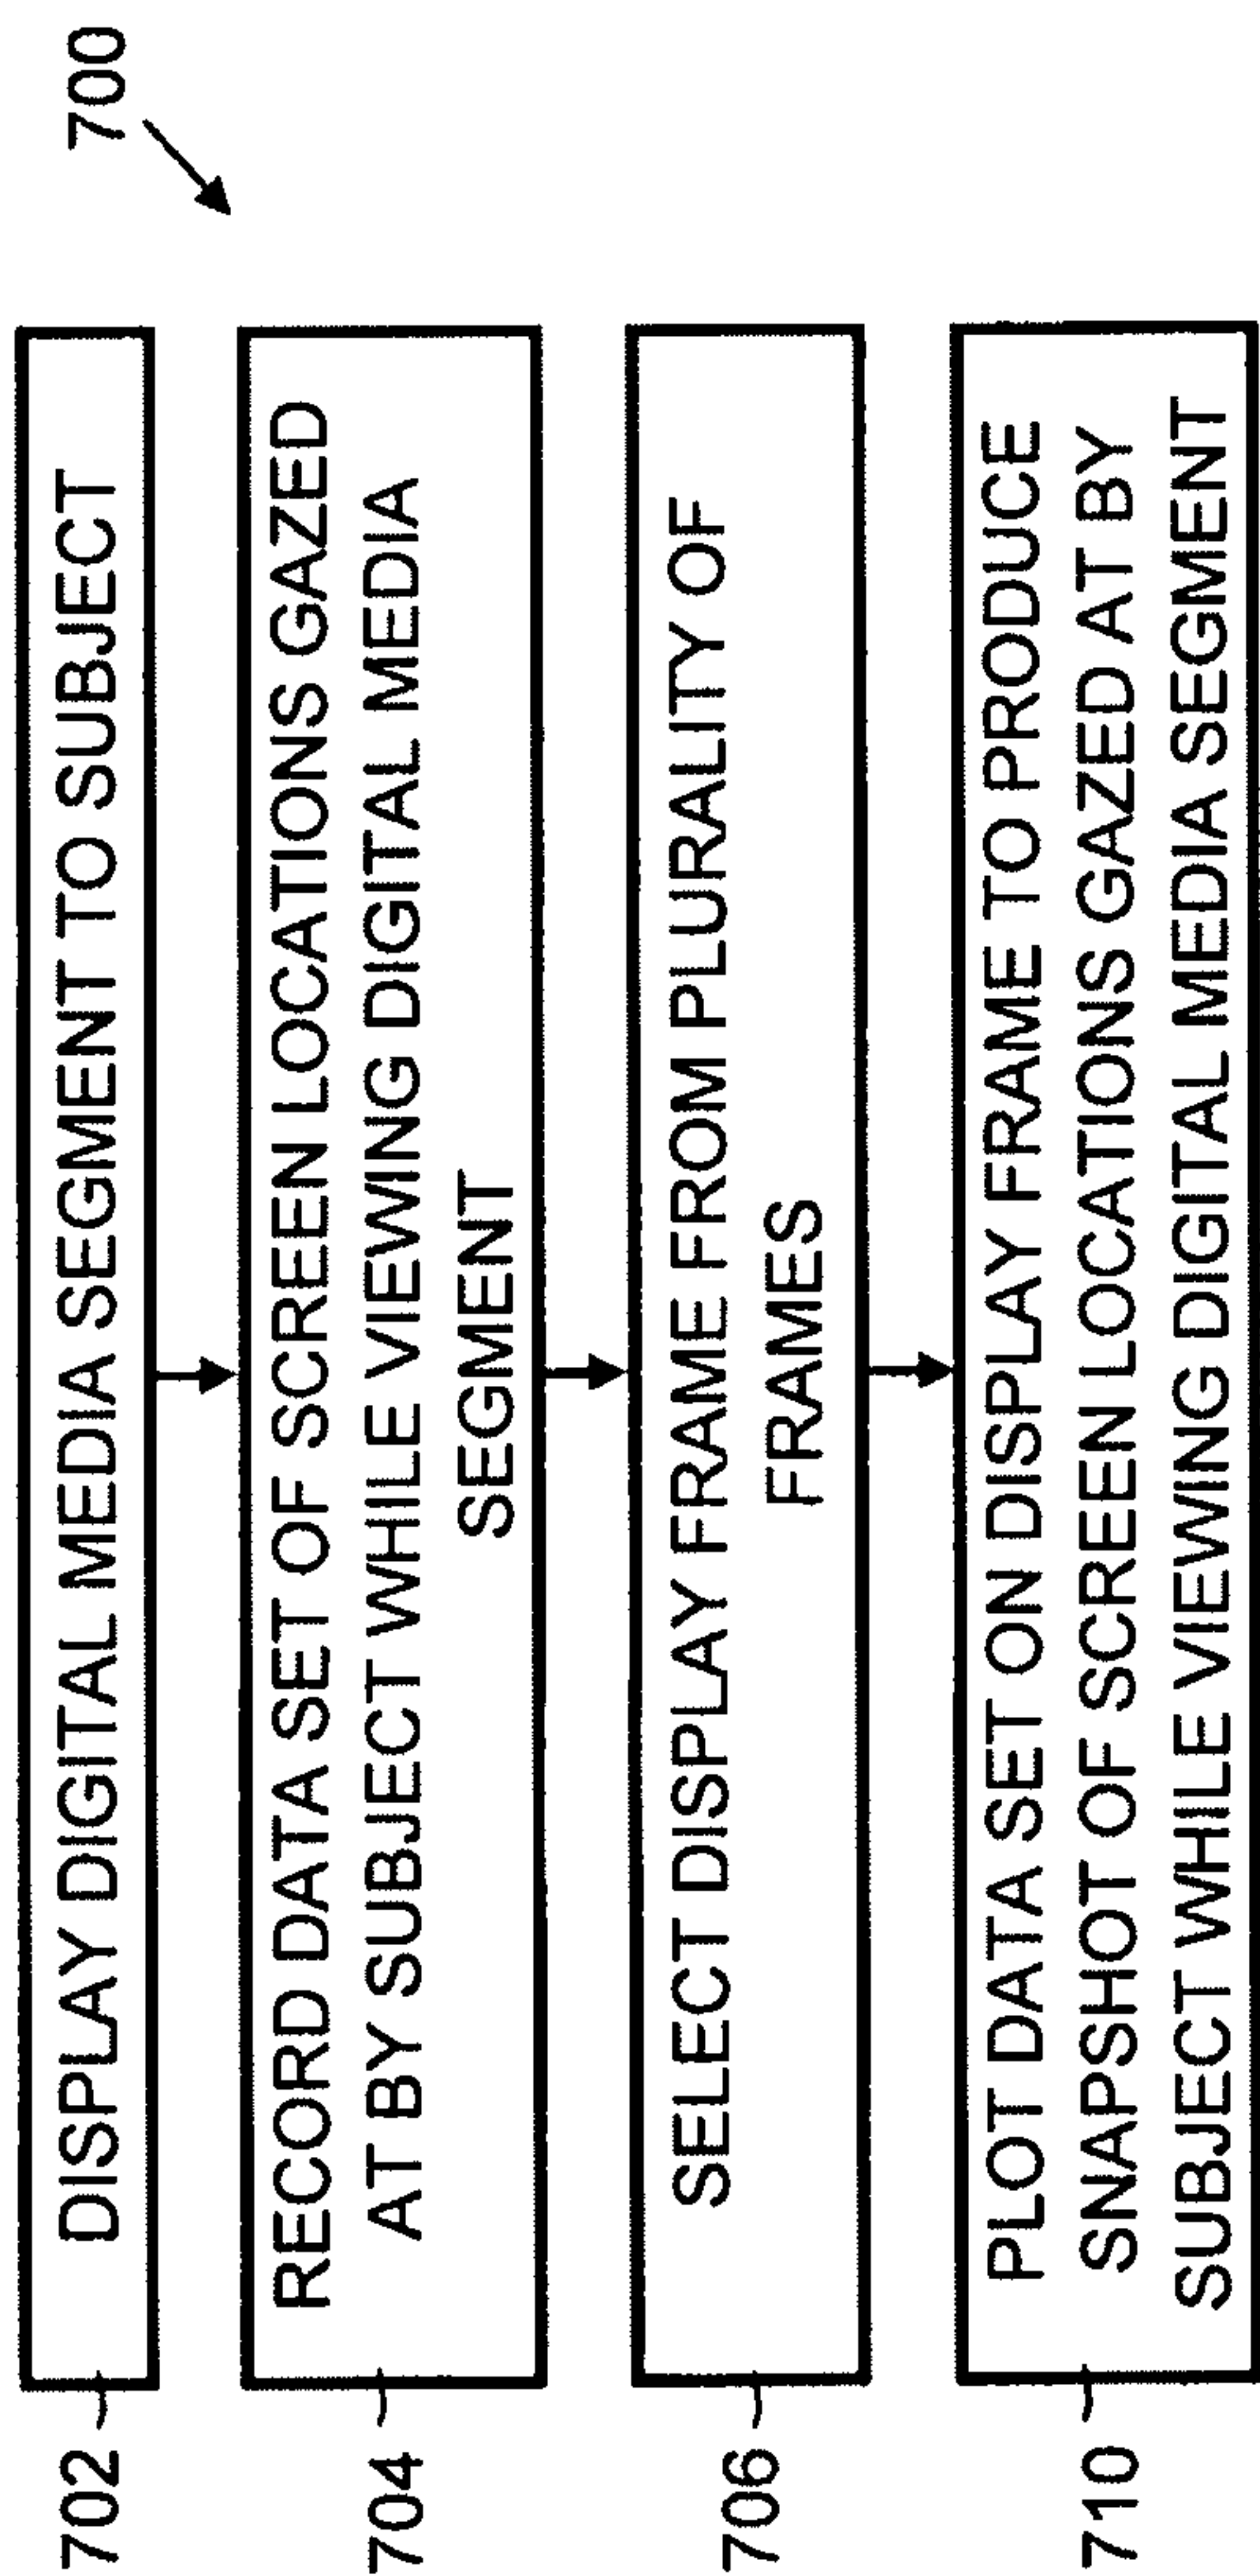 700
702
DISPLAY DIGITAL MEDIA SEGMENT TO SUBJECT
704
RECORD DATA SET OF SCREEN LOCATIONS GAZED
AT BY SUBJECT WHILE VIEWING DIGITAL MEDIA
SEGMENT
706
SELECT DISPLAY FRAME FROM PLURALITY OF
FRAMES
710
PLOT DATA SET ON DISPLAY FRAME TO PRODUCE
SNAPSHOT OF SCREEN LOCATIONS GAZED AT BY
SUBJECT WHILE VIEWING DIGITAL MEDIA SEGMENT